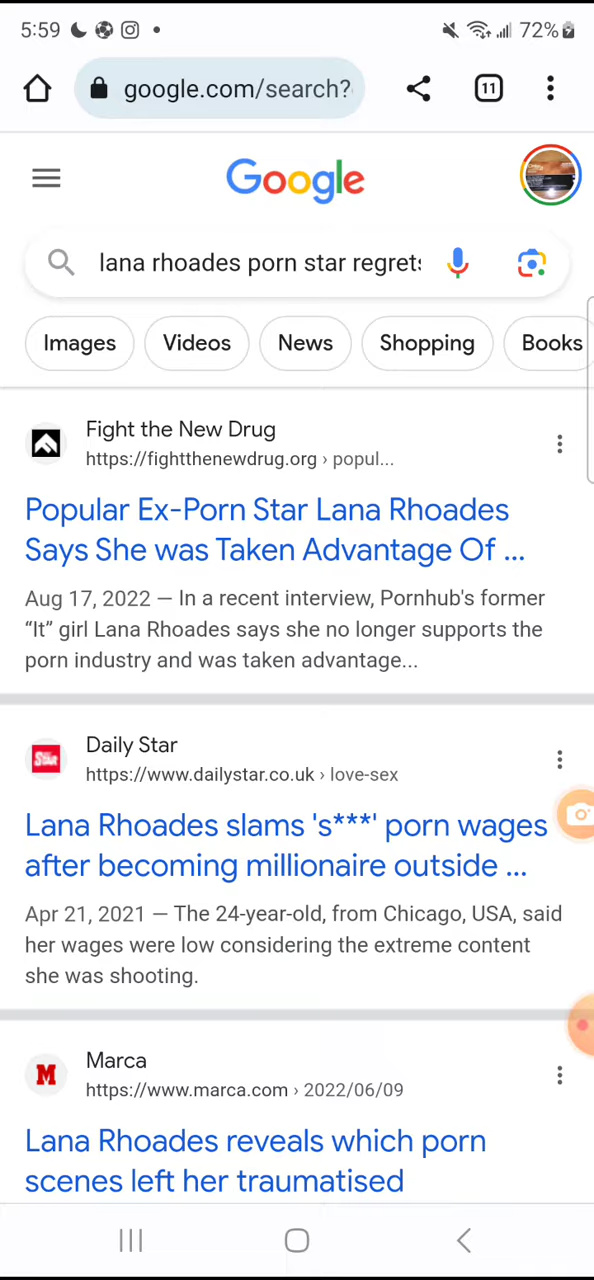 5:59
72%
google.com/search?
11
Google
lana rhoades porn star regrets
Images
Videos
News
Shopping
Books
Fight the New Drug
https://fightthenewdrug.org › popul...
Popular Ex-Porn Star Lana Rhoades
Says She was Taken Advantage Of ...
Aug 17, 2022 — In a recent interview, Pornhub's former
“It” girl Lana Rhoades says she no longer supports the
porn industry and was taken advantage...
Star
Daily Star
https://www.dailystar.co.uk › love-sex
Lana Rhoades slams 's***' porn wages
after becoming millionaire outside ...
Apr 21, 2021 — The 24-year-old, from Chicago, USA, said
her wages were low considering the extreme content
she was shooting.
M
Marca
https://www.marca.com › 2022/06/09
Lana Rhoades reveals which porn
scenes left her traumatised